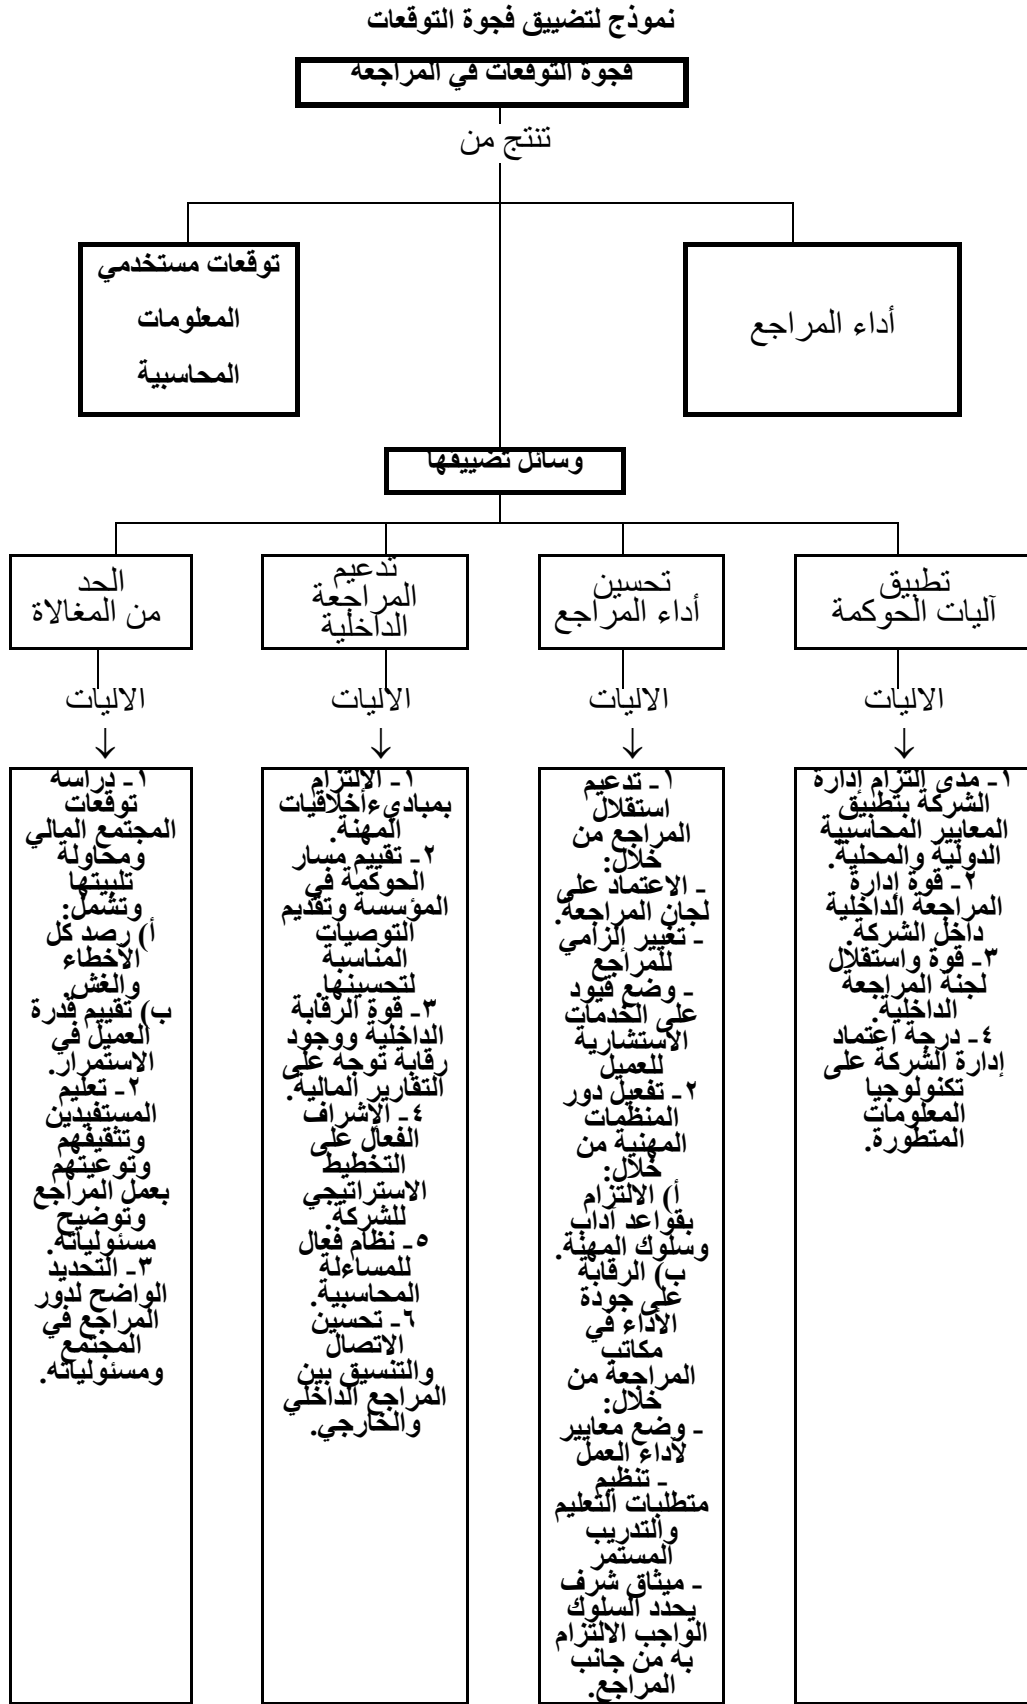 نموذج لتضييق فجوة التوقعات
فجوة التوقعات في المراجعة
تنتج من
أداء المراجع
توقعات مستخدمي
المعلومات
المحاسبية
وسائل تضييقها
تطبيق
آليات الحوكمة
تحسين
أداء المراجع
تدعيم
المراجعة
الداخلية
الحد
من المغالاة
الاليات
الاليات
الاليات
الاليات
↓
↓
↓
↓
١- مدى التزام إدارة
الشركة بتطبيق
المعايير المحاسبية
الدولية والمحلية.
٢- قوة إدارة
المراجعة الداخلية
داخل الشركة.
٣- قوة واستقلال
لجنة المراجعة
الداخلية.
٤- درجة اعتماد
إدارة الشركة على
تكنولوجيا
المعلومات
المتطورة.
١- تدعيم
استقلال
المراجع من
خلال:
- الاعتماد على
لجان المراجعة.
- تغيير إلزامي
للمراجع
- وضع قيود
على الخدمات
الاستشارية
للعميل
٢- تفعيل دور
المنظمات
المهنية من
خلال:
أ) الالتزام
بقواعد آداب
وسلوك المهنة.
ب) الرقابة
على جودة
الأداء في
مكاتب
المراجعة من
خلال:
- وضع معايير
لأداء العمل
- تنظيم
متطلبات التعليم
والتدريب
المستمر
- ميثاق شرف
يحدد السلوك
الواجب الالتزام
به من جانب
المراجع.
١- الالتزام
بمباديءأخلاقيات
المهنة.
٢- تقييم مسار
الحوكمة في
المؤسسة وتقديم
التوصيات
المناسبة
لتحسينها.
٣- قوة الرقابة
الداخلية ووجود
رقابة توجه على
التقارير المالية.
٤- الإشراف
الفعال على
التخطيط
الاستراتيجي
للشركة.
٥- نظام فعال
للمساءلة
المحاسبية.
٦- تحسين
الاتصال
والتنسيق بين
المراجع الداخلي
والخارجي.
١- دراسة
توقعات
المجتمع المالي
ومحاولة
تلبيتها
وتشمل:
أ) رصد كل
الأخطاء
والغش.
ب) تقييم قدرة
العميل في
الاستمرار.
٢- تعليم
المستفيدين
وتثقيفهم
وتوعيتهم
بعمل المراجع
وتوضيح
مسئولياته.
٣- التحديد
الواضح لدور
المراجع في
المجتمع
ومسئولياته.